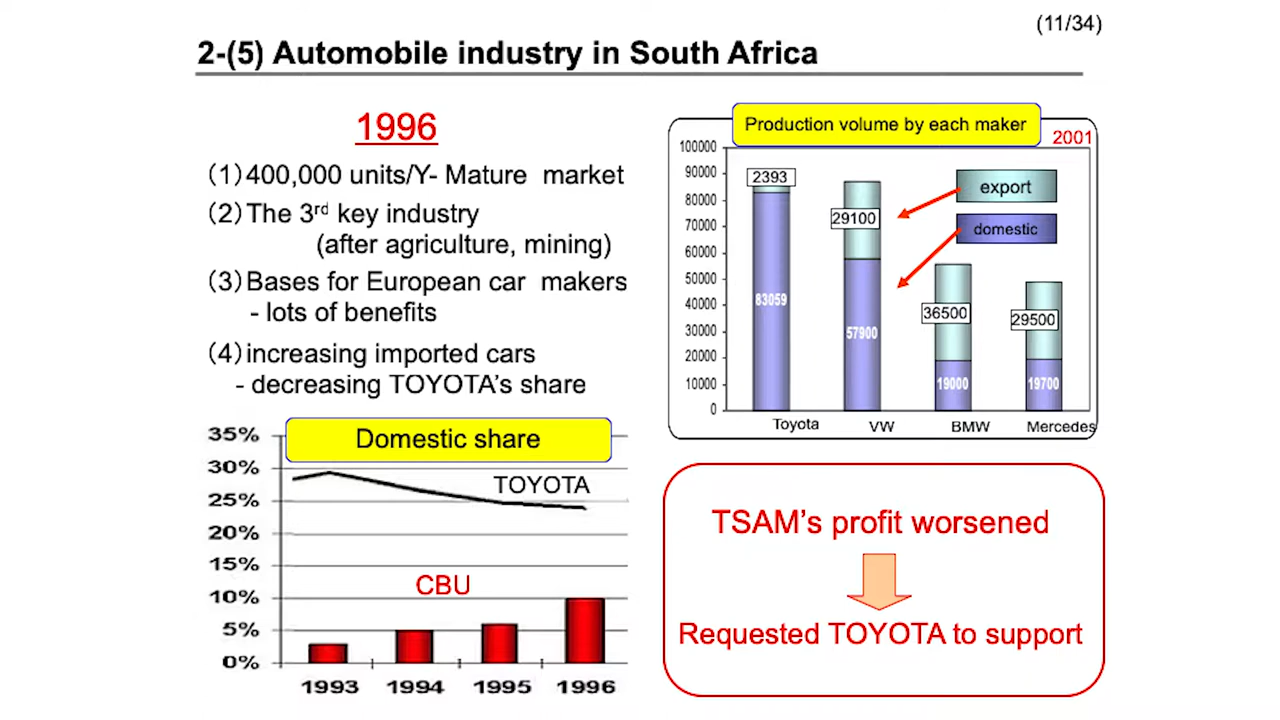 (11/34)
2-(5) Automobile industry in South Africa
1996
(1) 400,000 units/Y- Mature market
(2) The 3rd key industry
(after agriculture, mining)
(3) Bases for European car makers
- lots of benefits
(4) increasing imported cars
- decreasing TOYOTA's share
Domestic share
35%
30%
25%
20%
15%
10%
5%
0%
TOYOTA
CBU
1993 1994 1995 1996
Production volume by each maker
2001
100000
90000
80000
70000
60000
50000
40000
30000
20000
10000
0
2393
83059
29100
57900
36500
19000
29500
19700
export
domestic
Toyota VW BMW Mercedes
TSAM's profit worsened
Requested TOYOTA to support